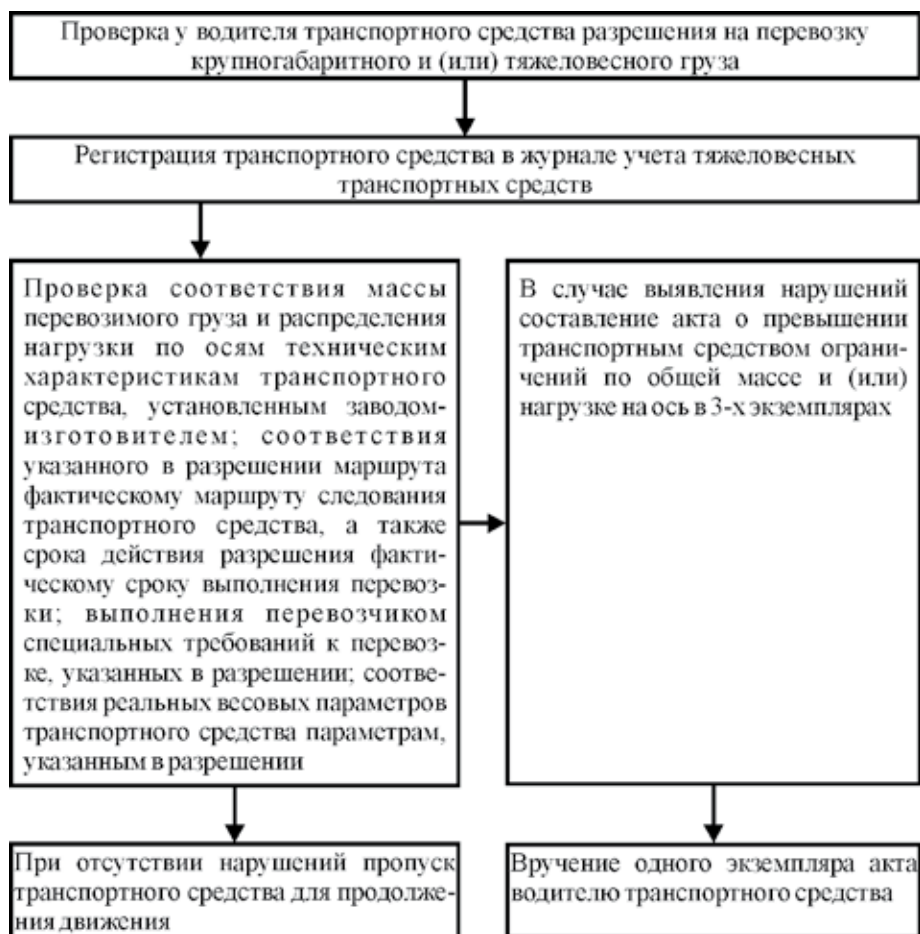 Проверка у водителя транспортного средства разрешения на перевозку
крупногабаритного и (или) тяжеловесного груза
Регистрация транспортного средства в журнале учета тяжеловесных
транспортных средств
Проверка соответствия массы
перевозимого груза и распределения
нагрузки по осям техническим
характеристикам транспортного
средства, установленным заводом-
изготовителем; соответствия
указанного в разрешении маршрута
фактическому маршруту следования
транспортного средства, а также
срока действия разрешения факти-
ческому сроку выполнения перевоз-
ки; выполнения перевозчиком
специальных требований к перевоз-
ке, указанных в разрешении; соотве-
тствия реальных весовых параметров
транспортного средства параметрам,
указанным в разрешении
В случае выявления нарушений
составление акта о превышении
транспортным средством ограни-
чений по общей массе и (или)
нагрузке на ось в 3-х экземплярах
При отсутствии нарушений пропуск
транспортного средства для продолже-
ния движения
Вручение одного экземпляра акта
водителю транспортного средства